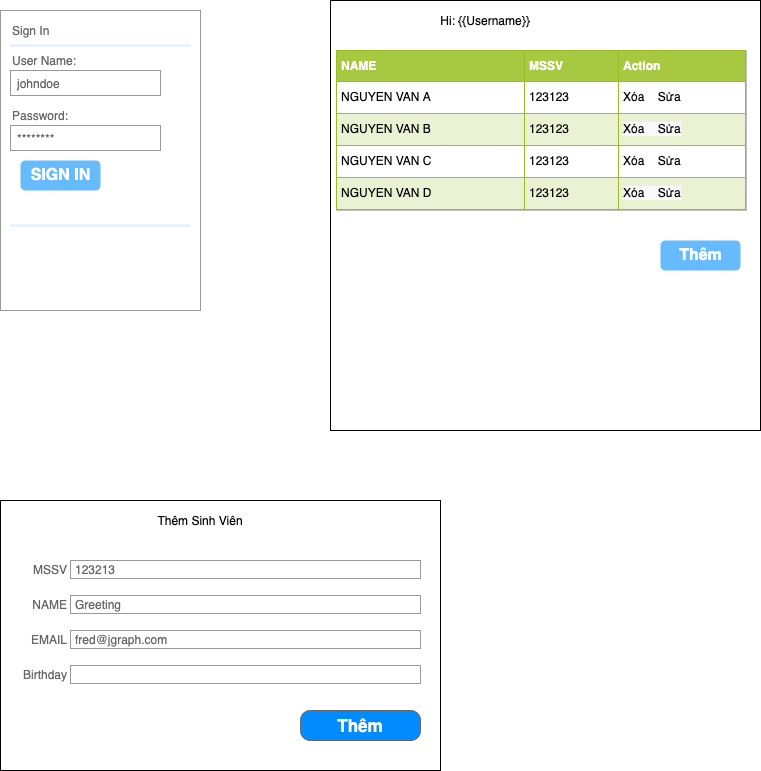 Sign In
User Name:
johndoe
Password:
********
SIGN IN
Hi: {{Username}}
NAME MSSV Action
NGUYEN VAN A 123123 Xóa Sửa
NGUYEN VAN B 123123 Xóa Sửa
NGUYEN VAN C 123123 Xóa Sửa
NGUYEN VAN D 123123 Xóa Sửa
Thêm
Thêm Sinh Viên
MSSV 123213
NAME Greeting
EMAIL fred@jgraph.com
Birthday
Thêm